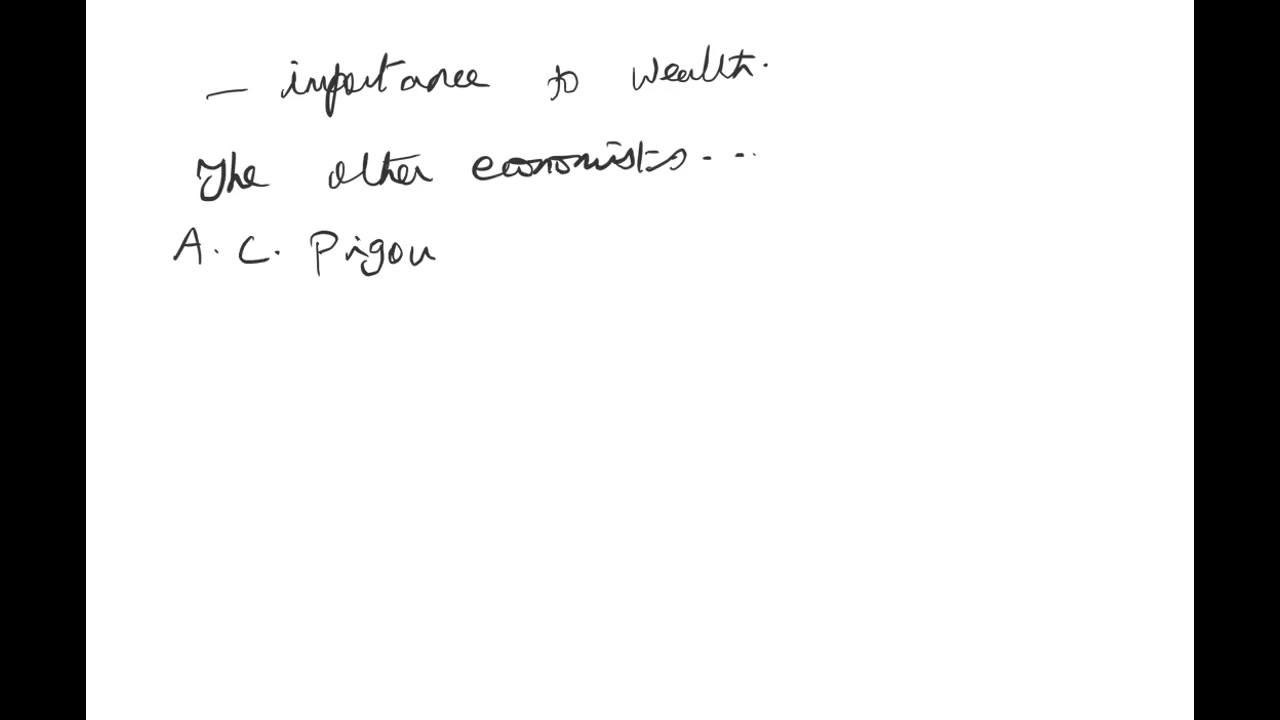 — importance to wealth.
The other economists...
A. C. Pigou